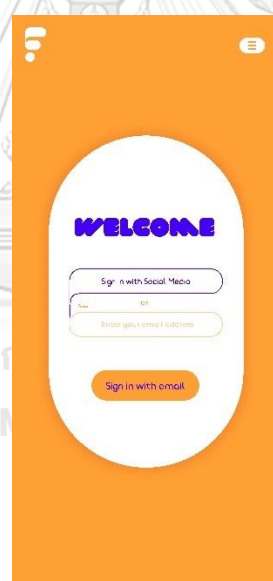 WELCOME
Sign in with Social Media
or
Enter your email address
Sign in with email